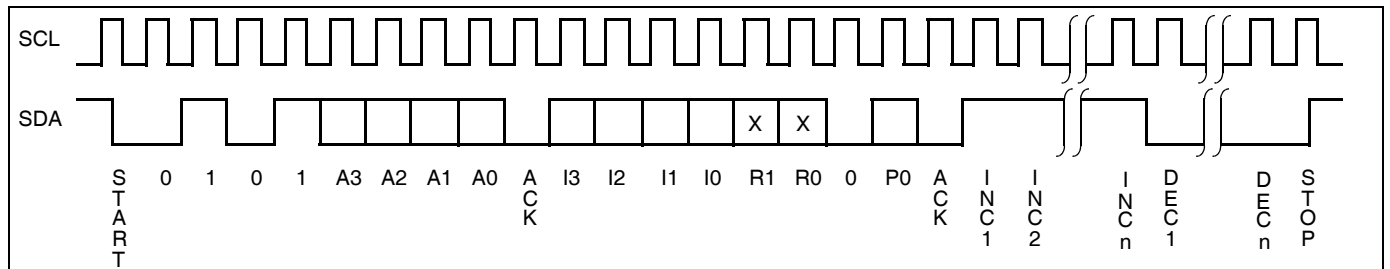 SCL
SDA
X X
START 0 1 0 1 A3 A2 A1 A0 ACK I3 I2 I1 I0 R1 R0 0 P0 ACK INC1 INC2 INCn DEC1 DECn STOP